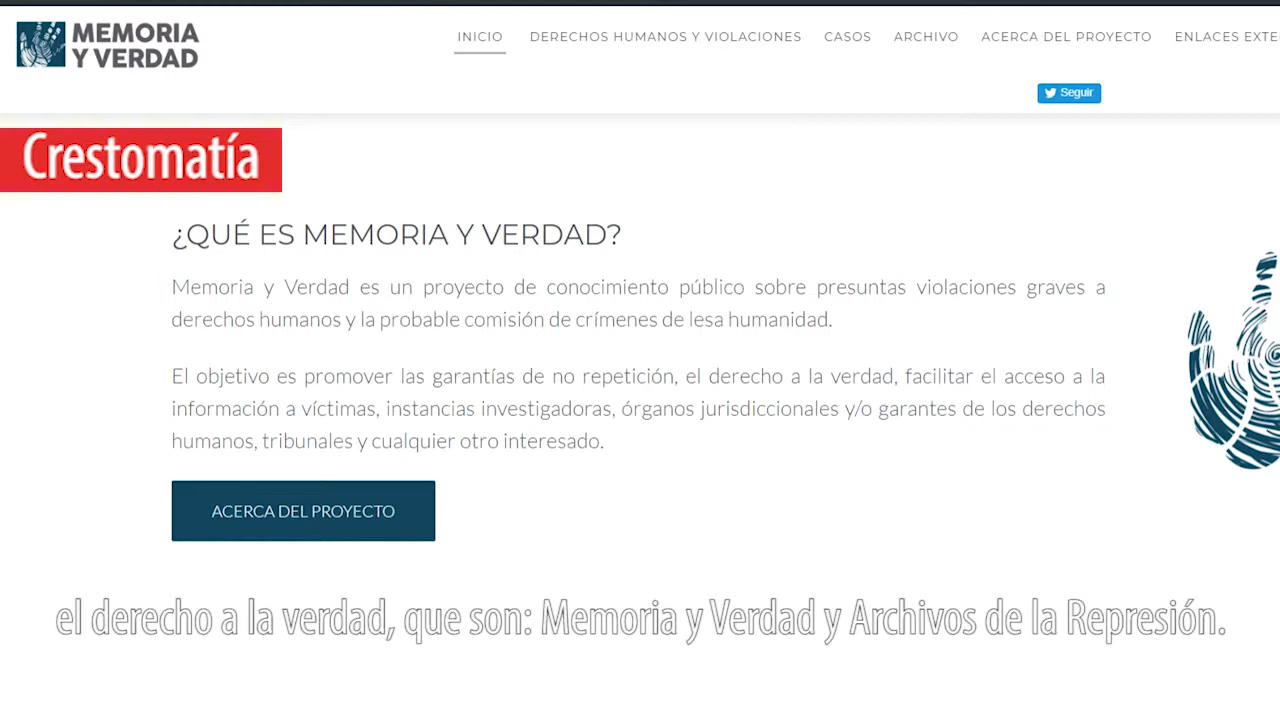 MEMORIA
Y VERDAD
INICIO DERECHOS HUMANOS Y VIOLACIONES CASOS ARCHIVO ACERCA DEL PROYECTO ENLACES
Seguir
Crestomatía
¿QUÉ ES MEMORIA Y VERDAD?
Memoria y Verdad es un proyecto de conocimiento público sobre presuntas violaciones graves a
derechos humanos y la probable comisión de crímenes de lesa humanidad.
El objetivo es promover las garantías de no repetición, el derecho a la verdad, facilitar el acceso a la
información a víctimas, instancias investigadoras, órganos jurisdiccionales y/o garantes de los derechos
humanos, tribunales y cualquier otro interesado.
ACERCA DEL PROYECTO
el derecho a la verdad, que son: Memoria y Verdad y Archivos de la Represión.